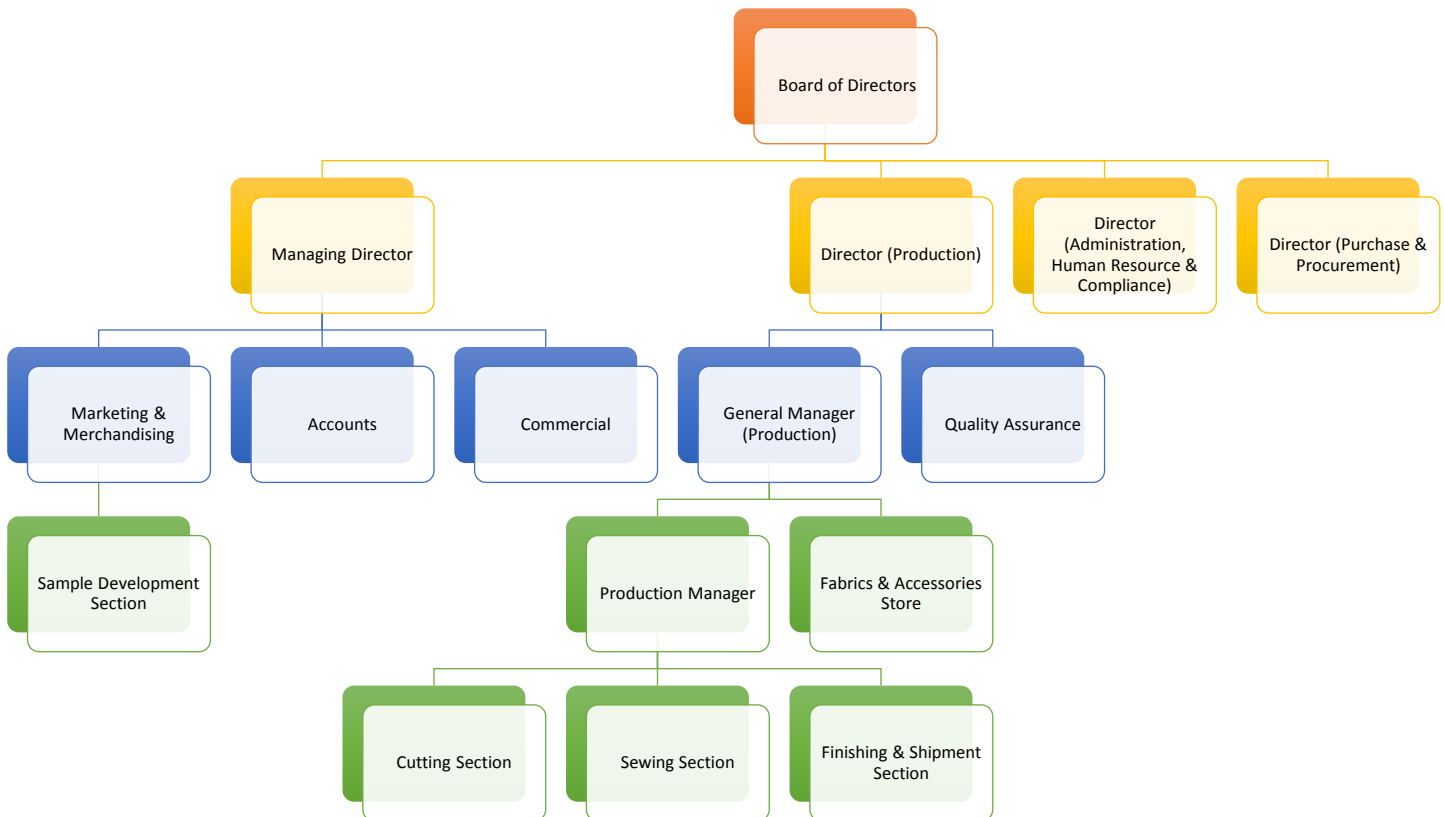 Board of Directors
Managing Director
Director (Production)
Director
(Administration,
Human Resource &
Compliance)
Director (Purchase &
Procurement)
Marketing &
Merchandising
Accounts
Commercial
General Manager
(Production)
Quality Assurance
Sample Development
Section
Production Manager
Fabrics & Accessories
Store
Cutting Section
Sewing Section
Finishing & Shipment
Section